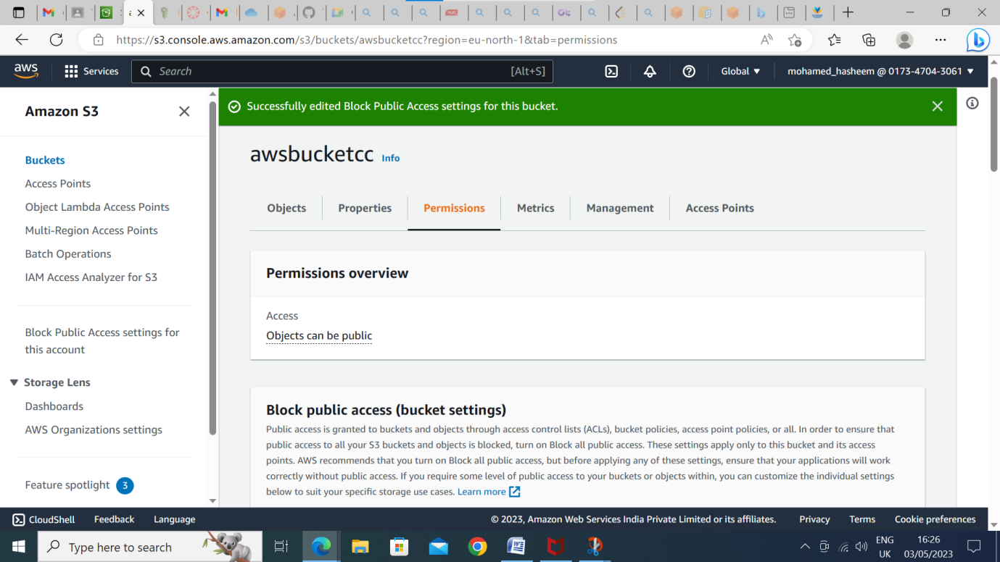 https://s3.console.aws.amazon.com/s3/buckets/awsbucketcc?region=eu-north-1&tab=permissions
aws
Services
Search
[Alt+S]
Global
mohamed_hasheem @ 0173-4704-3061
Amazon S3
Buckets
Access Points
Object Lambda Access Points
Multi-Region Access Points
Batch Operations
IAM Access Analyzer for S3
Block Public Access settings for
this account
Storage Lens
Dashboards
AWS Organizations settings
Feature spotlight 3
Successfully edited Block Public Access settings for this bucket.
awsbucketcc Info
Objects
Properties
Permissions
Metrics
Management
Access Points
Permissions overview
Access
Objects can be public
Block public access (bucket settings)
Public access is granted to buckets and objects through access control lists (ACLs), bucket policies, access point policies, or all. In order to ensure that
public access to all your S3 buckets and objects is blocked, turn on Block all public access. These settings apply only to this bucket and its access
points. AWS recommends that you turn on Block all public access, but before applying any of these settings, ensure that your applications will work
correctly without public access. If you require some level of public access to your buckets or objects within, you can customize the individual settings
below to suit your specific storage use cases. Learn more
CloudShell
Feedback
Language
© 2023, Amazon Web Services India Private Limited or its affiliates.
Privacy
Terms
Cookie preferences
Type here to search
ENG
UK
16:26
03/05/2023